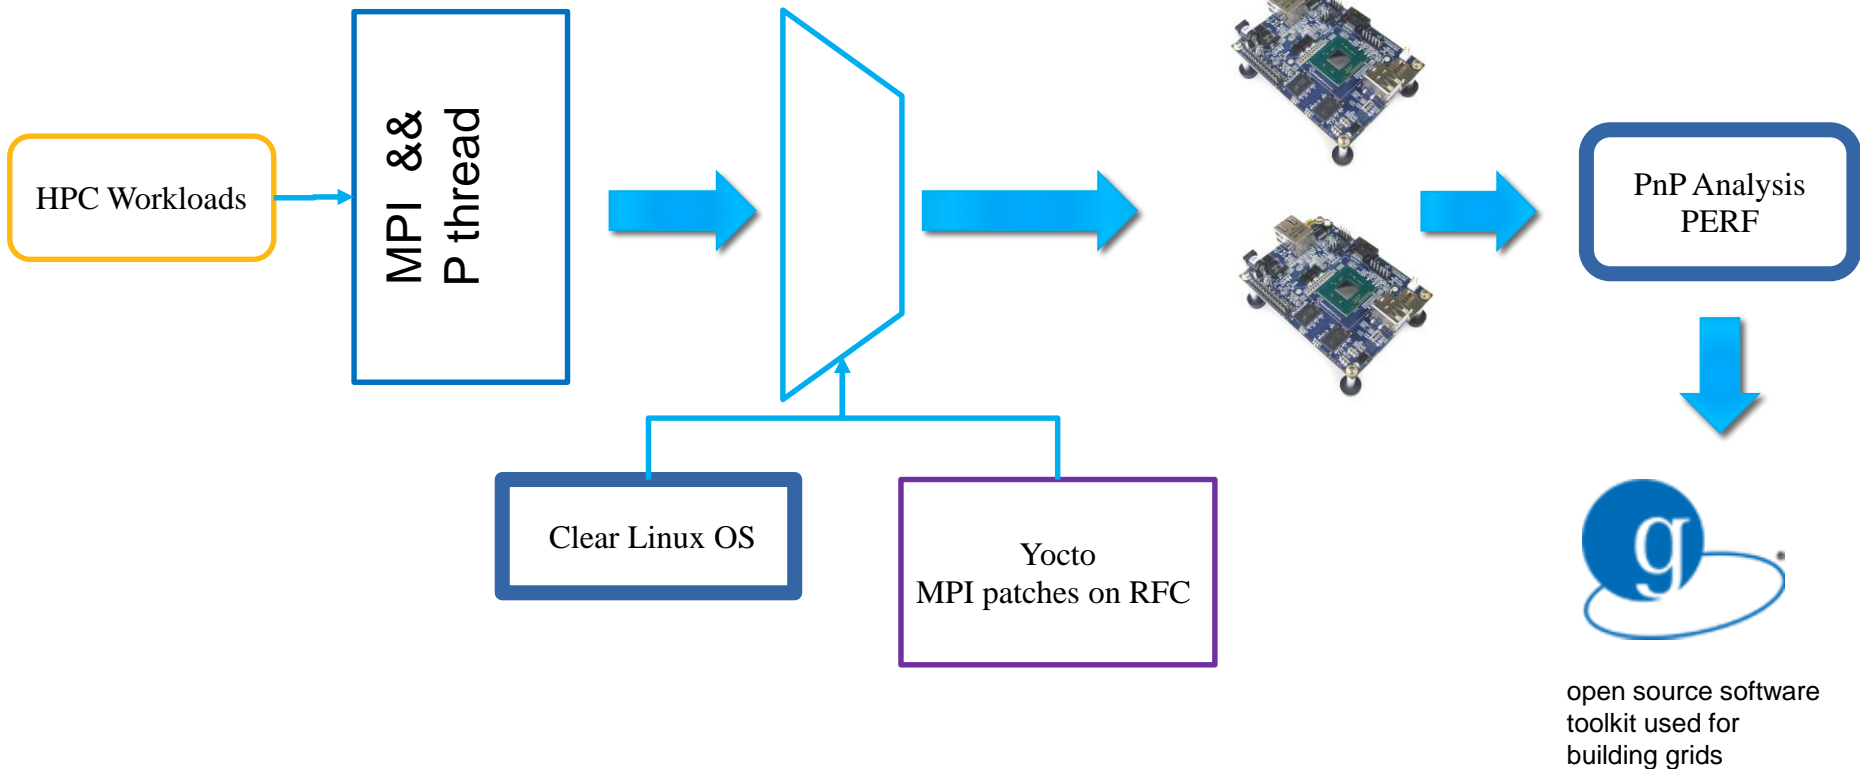 HPC Workloads
MPI &&
P thread
PnP Analysis
PERF
Clear Linux OS
Yocto
MPI patches on RFC
g
open source software
toolkit used for
building grids